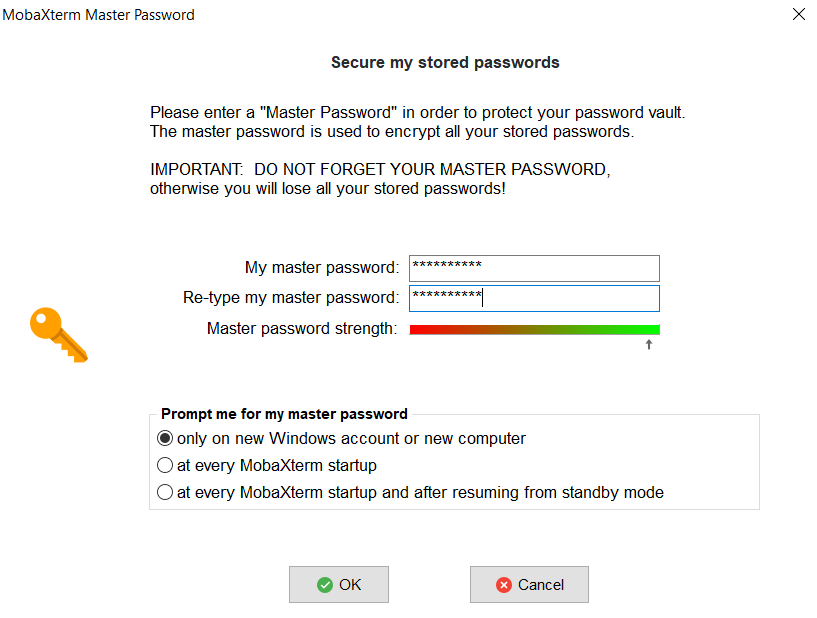 MobaXterm Master Password
Secure my stored passwords
Please enter a "Master Password" in order to protect your password vault.
The master password is used to encrypt all your stored passwords.
IMPORTANT:  DO NOT FORGET YOUR MASTER PASSWORD,
otherwise you will lose all your stored passwords!
My master password: **********
Re-type my master password: **********
Master password strength:
Prompt me for my master password
only on new Windows account or new computer
at every MobaXterm startup
at every MobaXterm startup and after resuming from standby mode
OK
Cancel